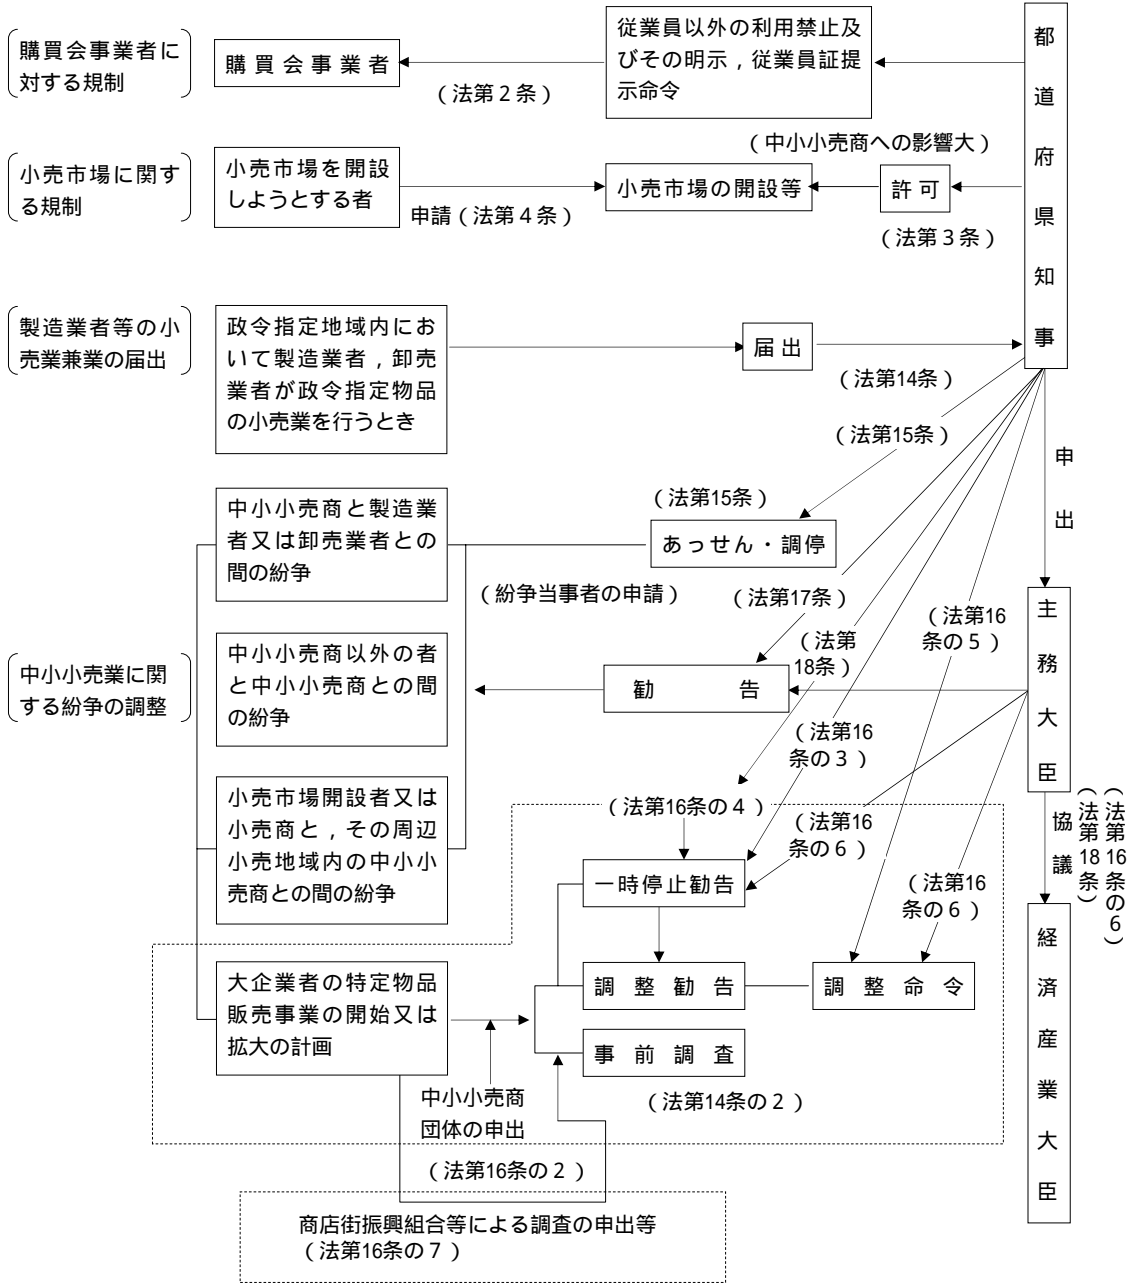 購買会事業者に
対する規制
購買会事業者
（法第２条）
従業員以外の利用禁止及
びその明示，従業員証提
示命令
都道府県知事
小売市場に関す
る規制
小売市場を開設
しようとする者
申請（法第４条）
（中小小売商への影響大）
小売市場の開設等
許可
（法第３条）
製造業者等の小
売業兼業の届出
政令指定地域内にお
いて製造業者，卸売
業者が政令指定物品
の小売業を行うとき
届出
（法第14条）
（法第15条）
申出
中小小売業に関
する紛争の調整
中小小売商と製造業
者又は卸売業者との
間の紛争
（法第15条）
あっせん・調停
（紛争当事者の申請）
（法第17条）
（法第
18条）
（法第16
条の５）
主務大臣
中小小売商以外の者
と中小小売商との間
の紛争
勧告
（法第16
条の３）
小売市場開設者又は
小売商と，その周辺
小売地域内の中小小
売商との間の紛争
（法第16条の４）
（法第16
条の６）
（法第16
条の６）
協議
（法第18条）
（法第16条の６）
一時停止勧告
経済産業大臣
大企業者の特定物品
販売事業の開始又は
拡大の計画
調整勧告
調整命令
事前調査
（法第14条の２）
中小小売商
団体の申出
（法第16条の２）
商店街振興組合等による調査の申出等
（法第16条の７）